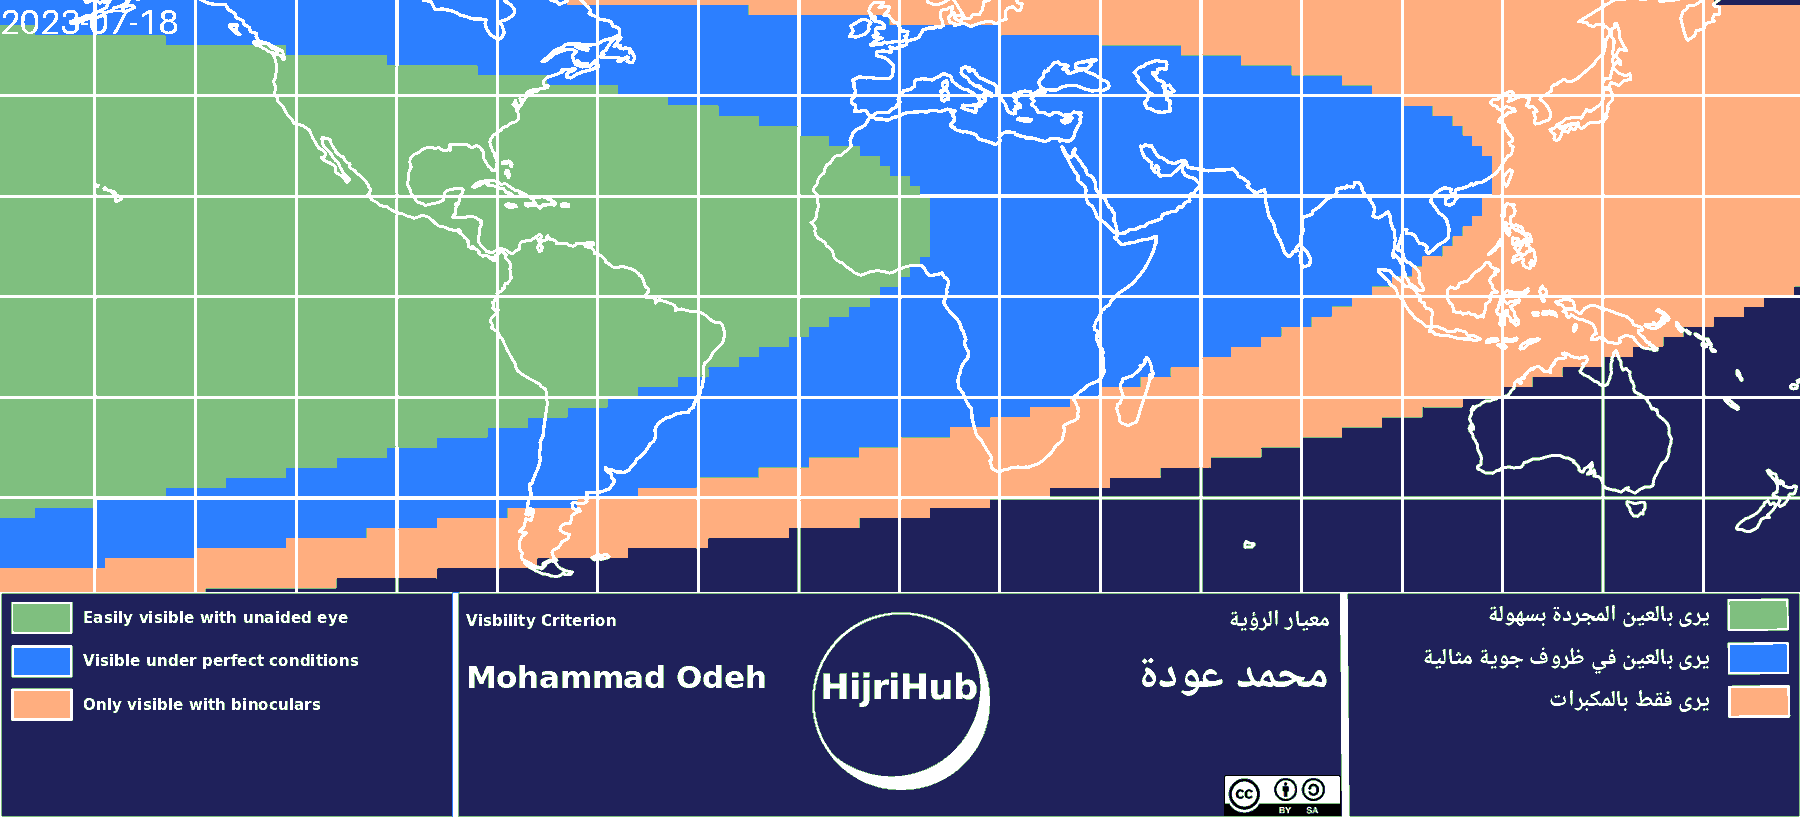 2023-07-18
Easily visible with unaided eye
Visible under perfect conditions
Only visible with binoculars
Visbility Criterion
Mohammad Odeh
HijriHub
معيار الرؤية
محمد عودة
cc
BY SA
يرى بالعين المجردة بسهولة
يرى بالعين في ظروف جوية مثالية
يرى فقط بالمكبرات